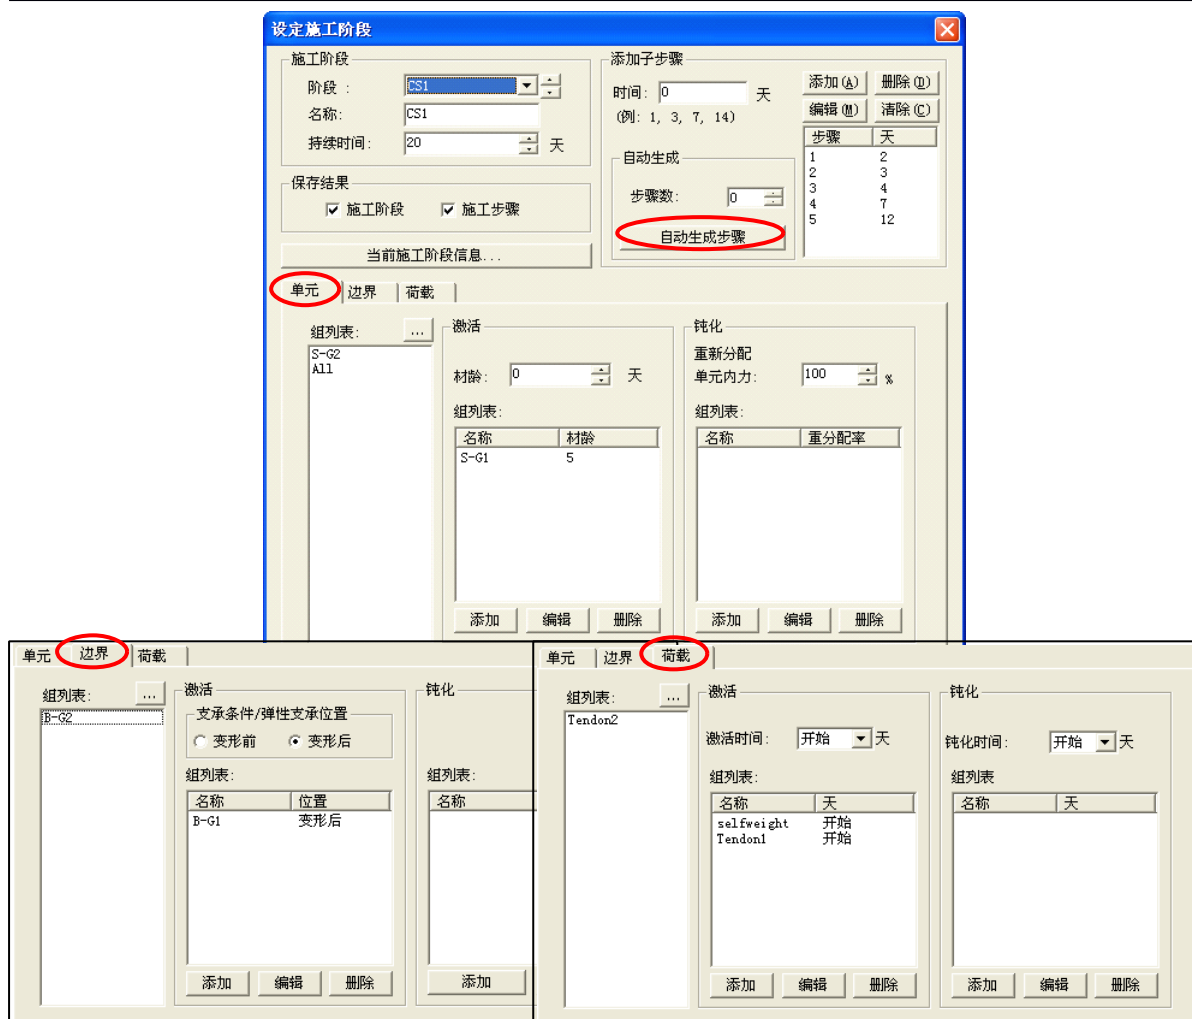 设定施工阶段
施工阶段
阶段 :
CS1
名称:
CS1
持续时间:
20
天
保存结果
施工阶段
施工步骤
当前施工阶段信息...
添加子步骤
时间:
0
天
(例: 1, 3, 7, 14)
自动生成
步骤数:
0
自动生成步骤
添加(A)
删除(D)
编辑(M)
清除(C)
步骤 天
1 2
2 3
3 4
4 7
5 12
单元 边界 荷载
组列表:
...
S-G2
All
激活
材龄:
0
天
组列表:
名称 材龄
S-G1 5
添加 编辑 删除
钝化
重新分配
单元内力:
100
%
组列表:
名称 重分配率
添加 编辑 删除
单元 边界 荷载
组列表:
...
B-G2
激活
支承条件/弹性支承位置
变形前 变形后
组列表:
名称 位置
B-G1 变形后
添加 编辑 删除
钝化
组列表:
名称
添加
单元 边界 荷载
组列表:
...
Tendon2
激活
激活时间:
开始
天
组列表:
名称 天
selfweight 开始
Tendon1 开始
添加 编辑 删除
钝化
钝化时间:
开始
天
组列表
名称 天
添加 编辑 删除